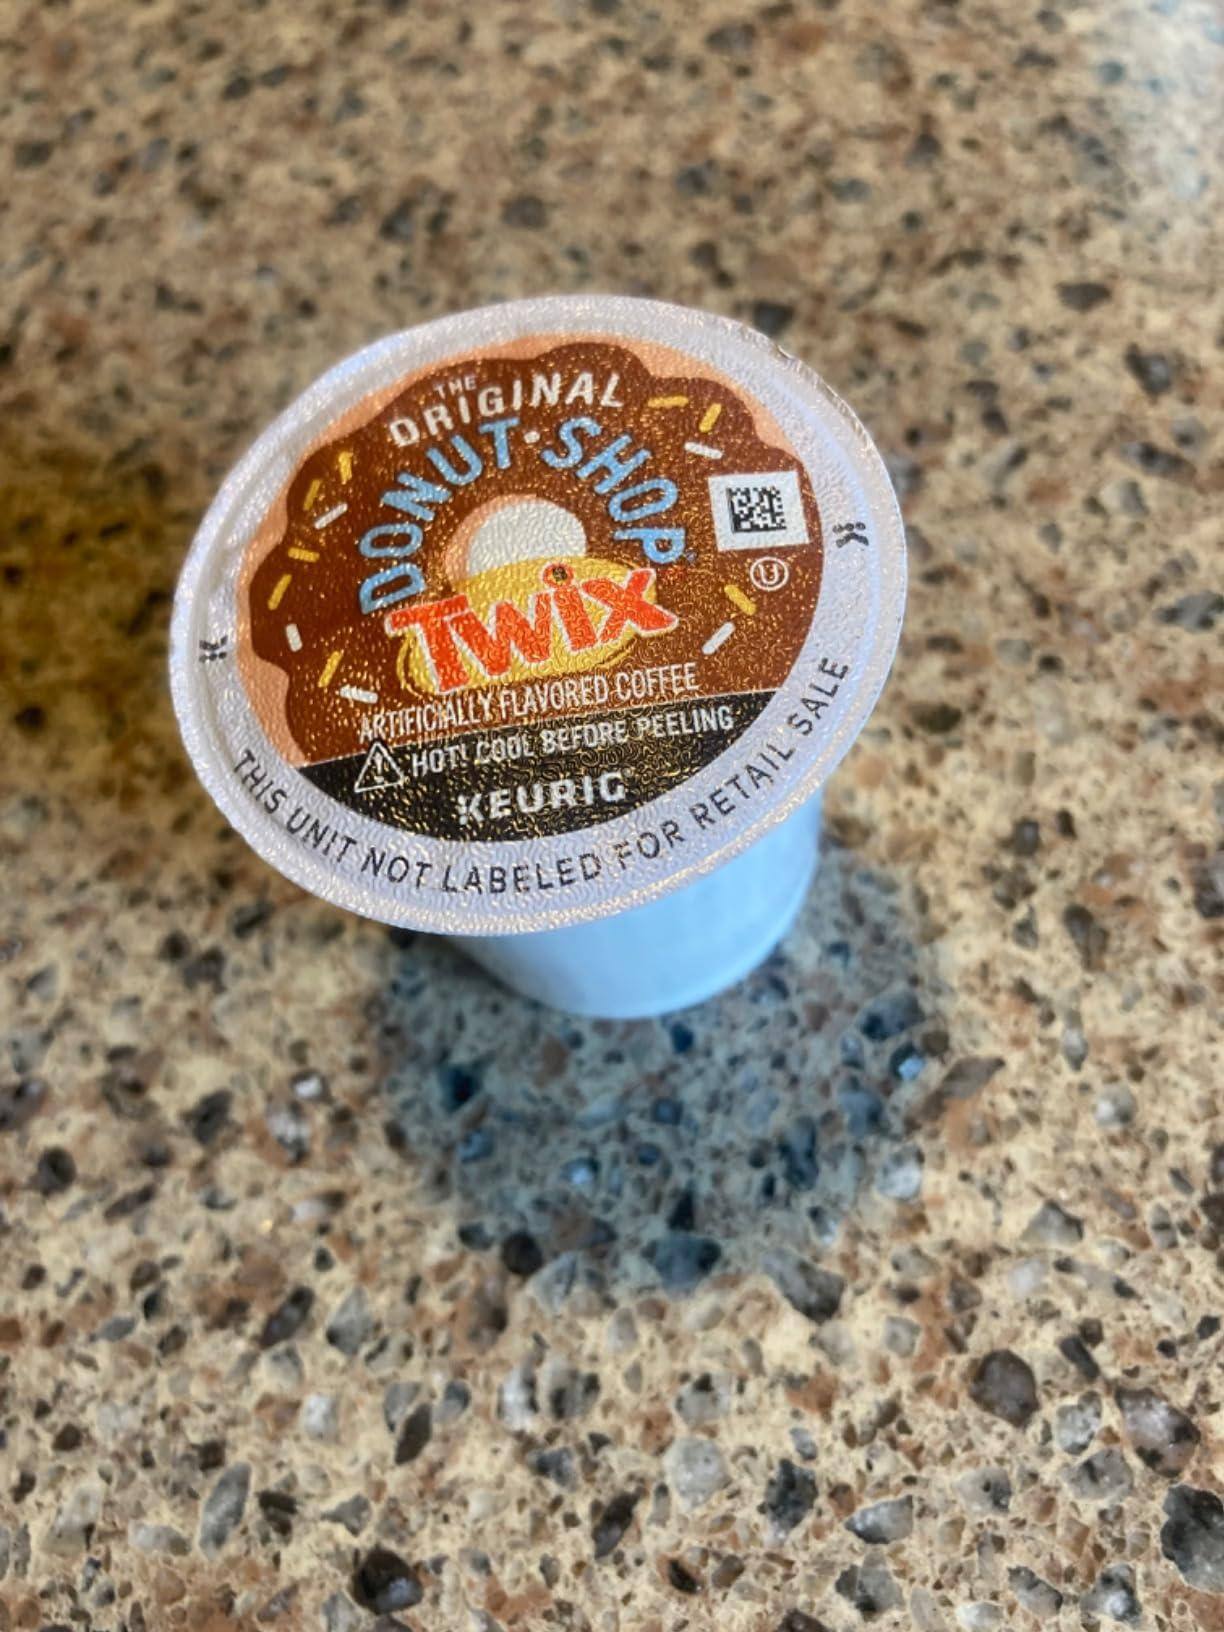 THE
ORIGINAL
DONUT·SHOP
TWIX
ARTIFICIALLY FLAVORED COFFEE
HOT! COOL BEFORE PEELING
KEURIG
THIS UNIT NOT LABELED FOR RETAIL SALE
U